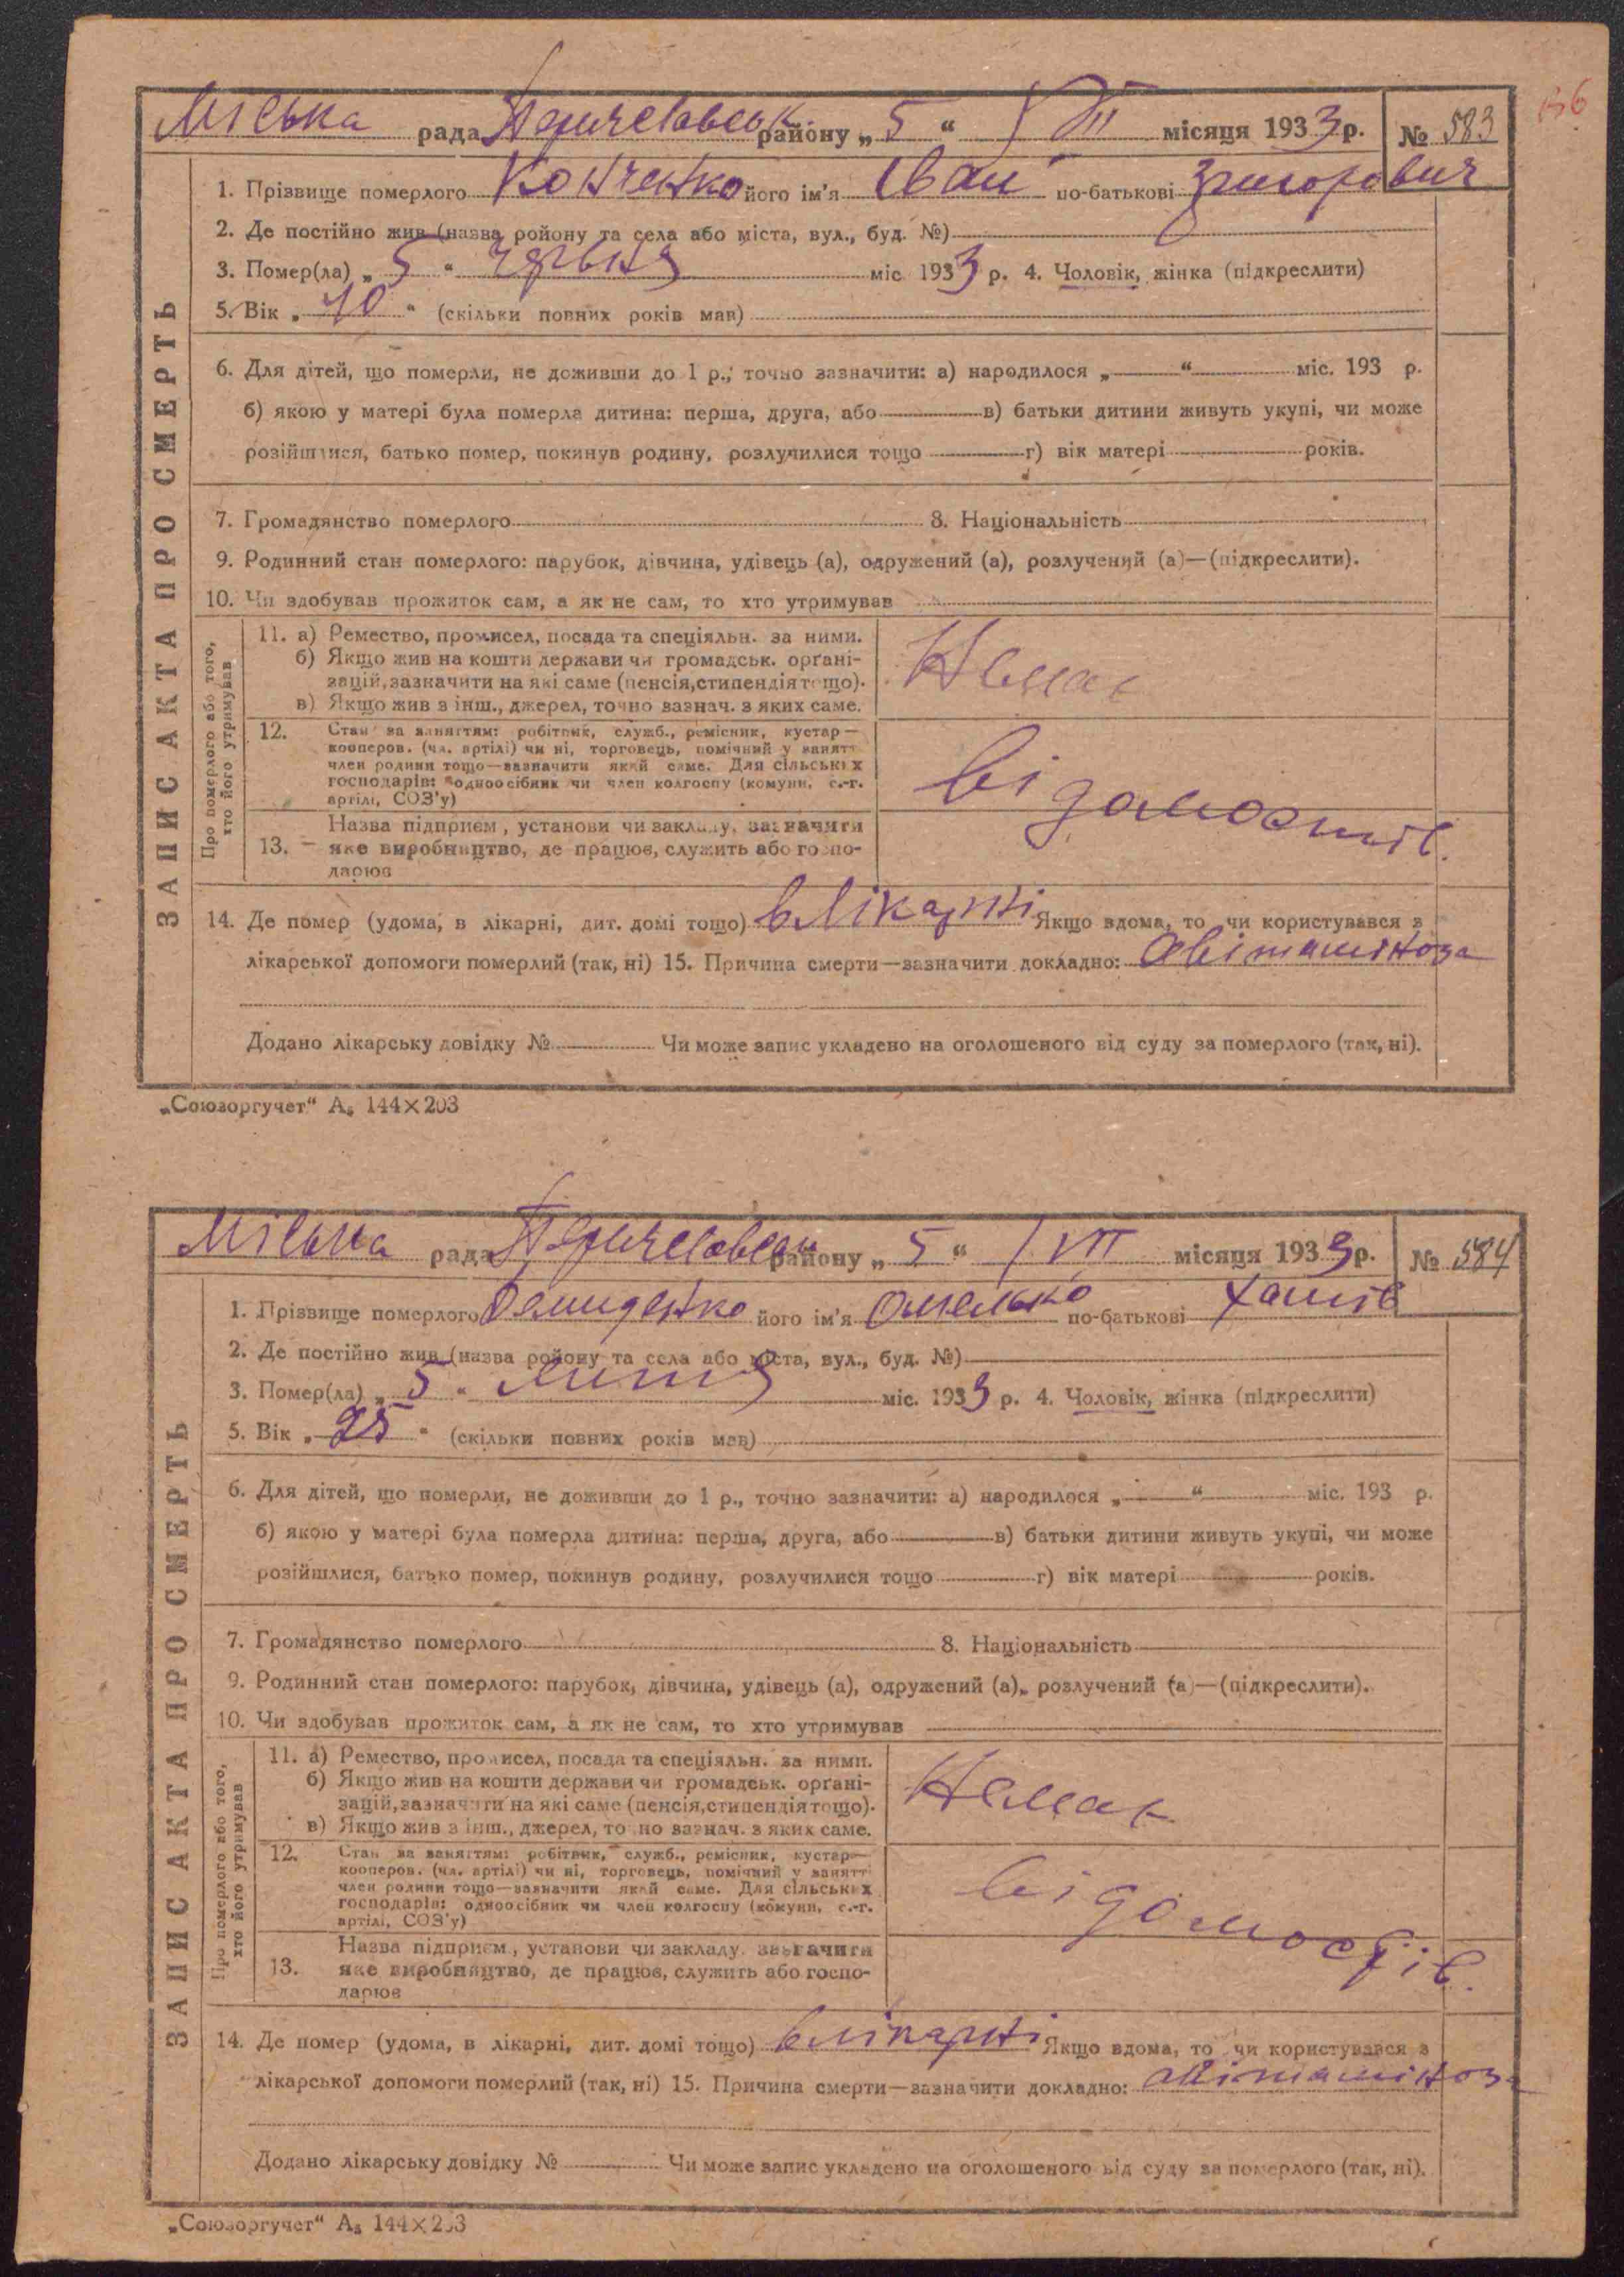 Міська рада району „ 5 “ / VII місяця 1933 р. № 583
1. Прізвище померлого Конченко його ім'я Іван по-батькові Григорович
2. Де постійно жив (назва ройону та села або міста, вул., буд. №)
3. Помер(ла) „ 5 “ червня міс 1933 р. 4. Чоловік, жінка (підкреслити)
5. Вік „ 40 “ (скільки повних років мав)
6. Для дітей, що померли, не доживши до 1 р., точно зазначити: а) народилося „ “ міс. 193 р.
б) якою у матері була померла дитина: перша, друга, або в) батьки дитини живуть укупі, чи може
розійшлися, батько помер, покинув родину, розлучилися тощо г) вік матері років.
7. Громадянство померлого 8. Національність
9. Родинний стан померлого: парубок, дівчина, удівець (а), одружений (а), розлучений (а)—(підкреслити).
10. Чи здобував прожиток сам, а як не сам, то хто утримував
ЗАПИС АКТА ПРО СМЕРТЬ
Про померлого або того,
хто його утримував
11. а) Ремество, промисел, посада та спеціяльн. за ними.
б) Якщо жив на кошти держави чи громадськ. орґані-
зацій, зазначити на які саме (пенсія, стипендія тощо).
в) Якщо жив з інш., джерел, точно зазнач. з яких саме.
Немає
12. Стан за заняттям: робітник, служб., ремісник, кустар—
кооперов. (чл. артілі) чи ні, торговець, помічний у занятт
член родини тощо—зазначити який саме. Для сільських
господарів: одноосібник чи член колгоспу (комуни, с.-г.
артілі, СОЗ'у)
відомостів.
Назва підприєм, установи чи закладу, зазначити
13. яке виробництво, де працює, служить або госпо-
дарює
14. Де помер (удома, в лікарні, дит. домі тощо) в лікарні Якщо вдома, то чи користувався з
лікарської допомоги померлий (так, ні) 15. Причина смерти—зазначити докладно: авітаміноза
Додано лікарську довідку № Чи може запис укладено на оголошеного від суду за померлого (так, ні).
„Союзоргучет“ А₅ 144×203
Міська рада району „ 5 “ / VII місяця 1933 р. № 584
1. Прізвище померлого Демиденко його ім'я Омелько по-батькові
2. Де постійно жив (назва ройону та села або міста, вул., буд. №)
3. Помер(ла) „ 5 “ липня міс. 1933 р. 4. Чоловік, жінка (підкреслити)
5. Вік „ 25 “ (скільки повних років мав)
6. Для дітей, що померли, не доживши до 1 р., точно зазначити: а) народилося „ “ міс. 193 р.
б) якою у матері була померла дитина: перша, друга, або в) батьки дитини живуть укупі, чи може
розійшлися, батько помер, покинув родину, розлучилися тощо г) вік матері років.
7. Громадянство померлого 8. Національність
9. Родинний стан померлого: парубок, дівчина, удівець (а), одружений (а), розлучений (а)—(підкреслити).
10. Чи здобував прожиток сам, а як не сам, то хто утримував
ЗАПИС АКТА ПРО СМЕРТЬ
Про померлого або того,
хто його утримував
11. а) Ремество, промисел, посада та спеціяльн. за ними.
б) Якщо жив на кошти держави чи громадськ. орґані-
зацій, зазначити на які саме (пенсія, стипендія тощо).
в) Якщо жив з інш., джерел, точно зазнач. з яких саме.
Немає
12. Стан за заняттям: робітник, служб., ремісник, кустар—
кооперов. (чл. артілі) чи ні, торговець, помічний у занятті
член родини тощо—зазначити який саме. Для сільських
господарів: одноосібник чи член колгоспу (комуни, с.-г.
артілі, СОЗ'у)
відомостів.
Назва підприєм, установи чи закладу, зазначити
13. яке виробництво, де працює, служить або госпо-
дарює
14. Де помер (удома, в лікарні, дит. домі тощо) в лікарні Якщо вдома, то чи користувався з
лікарської допомоги померлий (так, ні) 15. Причина смерти—зазначити докладно: авітаміноза
Додано лікарську довідку № Чи може запис укладено на оголошеного від суду за померлого (так, ні).
„Союзоргучет“ А₅ 144×203